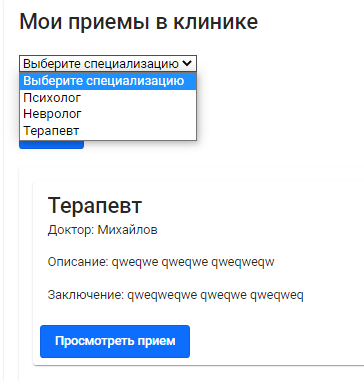 Мои приемы в клинике
Выберите специализацию
Выберите специализацию
Психолог
Невролог
Терапевт
Терапевт
Доктор: Михайлов
Описание: qweqwe qweqwe qweqweqw
Заключение: qweqweqwe qweqwe qweqweq
Просмотреть прием